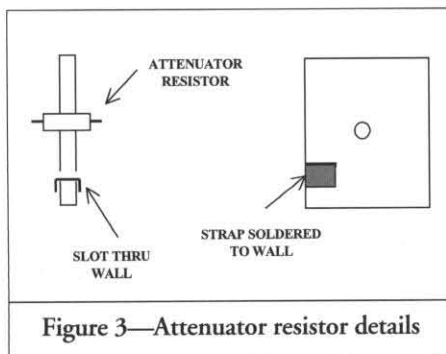 ATTENUATOR
RESISTOR
SLOT THRU
WALL
STRAP SOLDERED
TO WALL
Figure 3—Attenuator resistor details